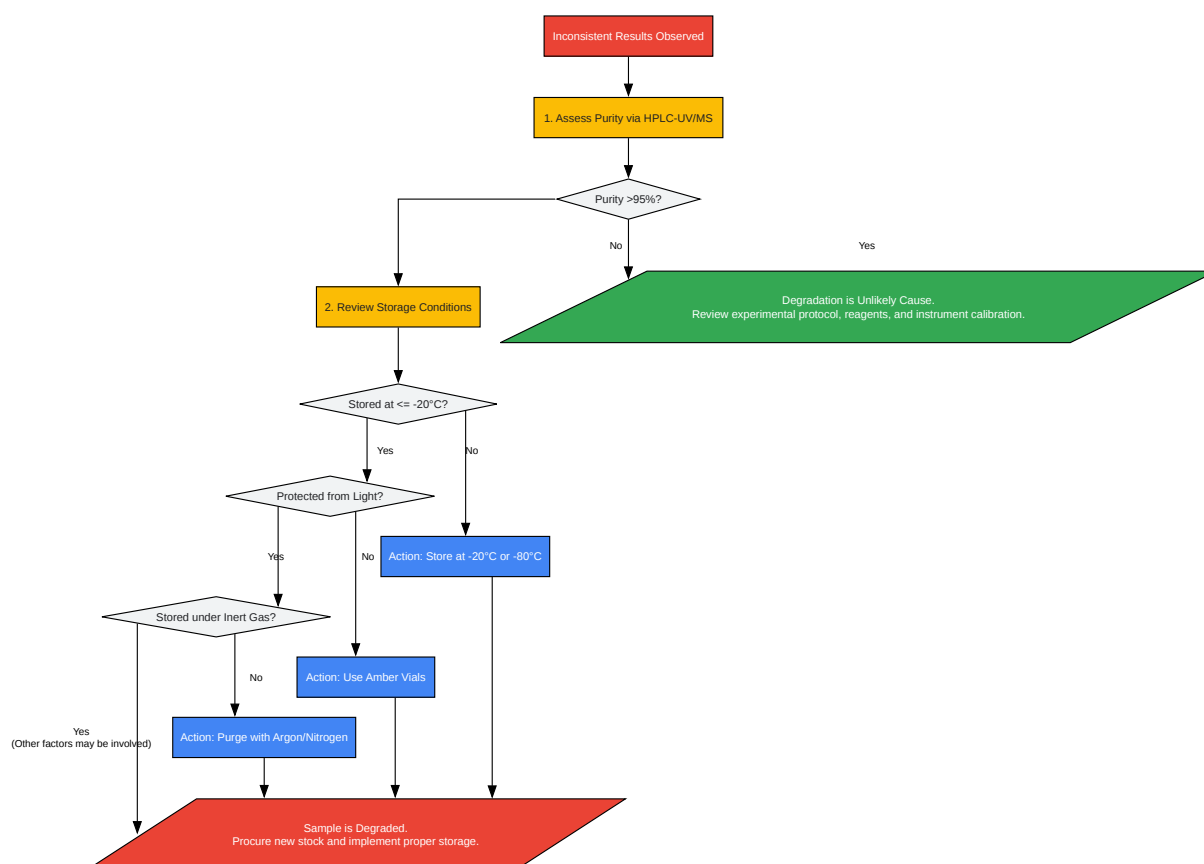 Inconsistent Results Observed
1. Assess Purity via HPLC-UV/MS
Purity >95%?
No
Yes
Degradation is Unlikely Cause.
Review experimental protocol, reagents, and instrument calibration.
2. Review Storage Conditions
Stored at <= -20°C?
Yes
No
Protected from Light?
Yes
No
Action: Store at -20°C or -80°C
Stored under Inert Gas?
No
Action: Use Amber Vials
Yes
(Other factors may be involved)
Action: Purge with Argon/Nitrogen
Sample is Degraded.
Procure new stock and implement proper storage.